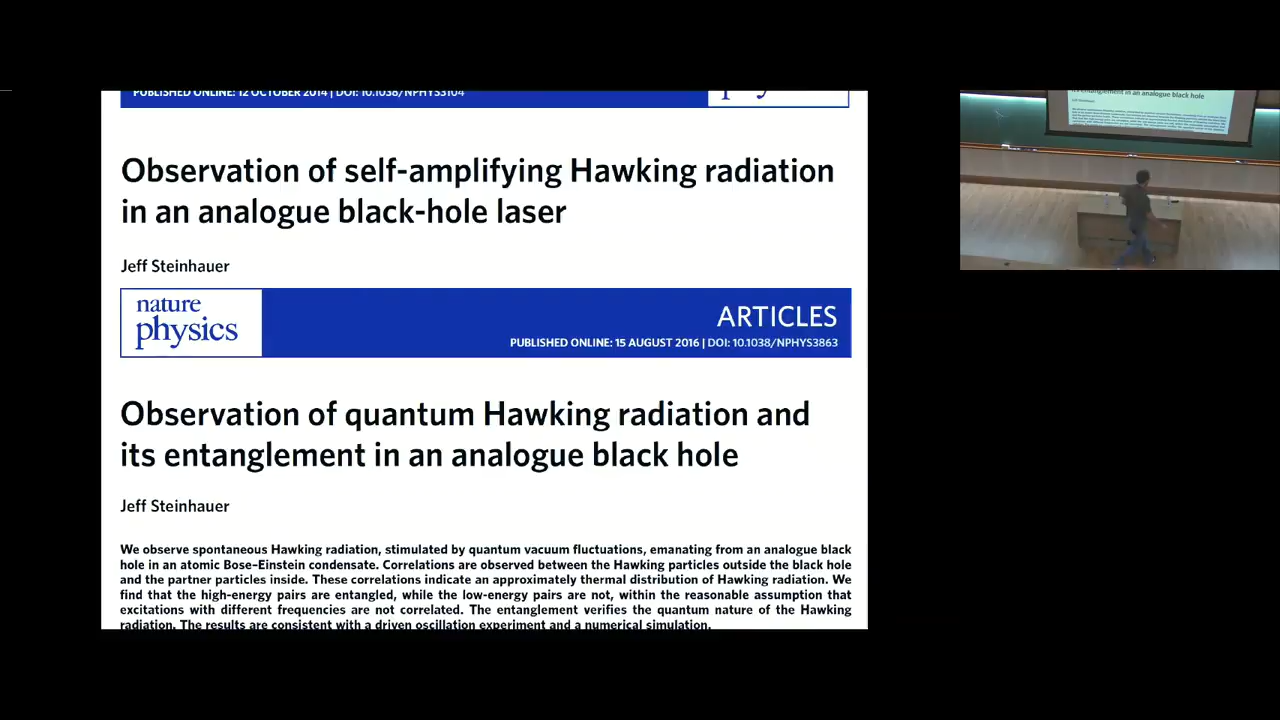 PUBLISHED ONLINE: 12 OCTOBER 2014 | DOI: 10.1038/NPHYS3104
Observation of self-amplifying Hawking radiation
in an analogue black-hole laser
Jeff Steinhauer
nature
physics
ARTICLES
PUBLISHED ONLINE: 15 AUGUST 2016 | DOI: 10.1038/NPHYS3863
Observation of quantum Hawking radiation and
its entanglement in an analogue black hole
Jeff Steinhauer
We observe spontaneous Hawking radiation, stimulated by quantum vacuum fluctuations, emanating from an analogue black
hole in an atomic Bose–Einstein condensate. Correlations are observed between the Hawking particles outside the black hole
and the partner particles inside. These correlations indicate an approximately thermal distribution of Hawking radiation. We
find that the high-energy pairs are entangled, while the low-energy pairs are not, within the reasonable assumption that
excitations with different frequencies are not correlated. The entanglement verifies the quantum nature of the Hawking
radiation. The results are consistent with a driven oscillation experiment and a numerical simulation.
its entanglement in an analogue black hole